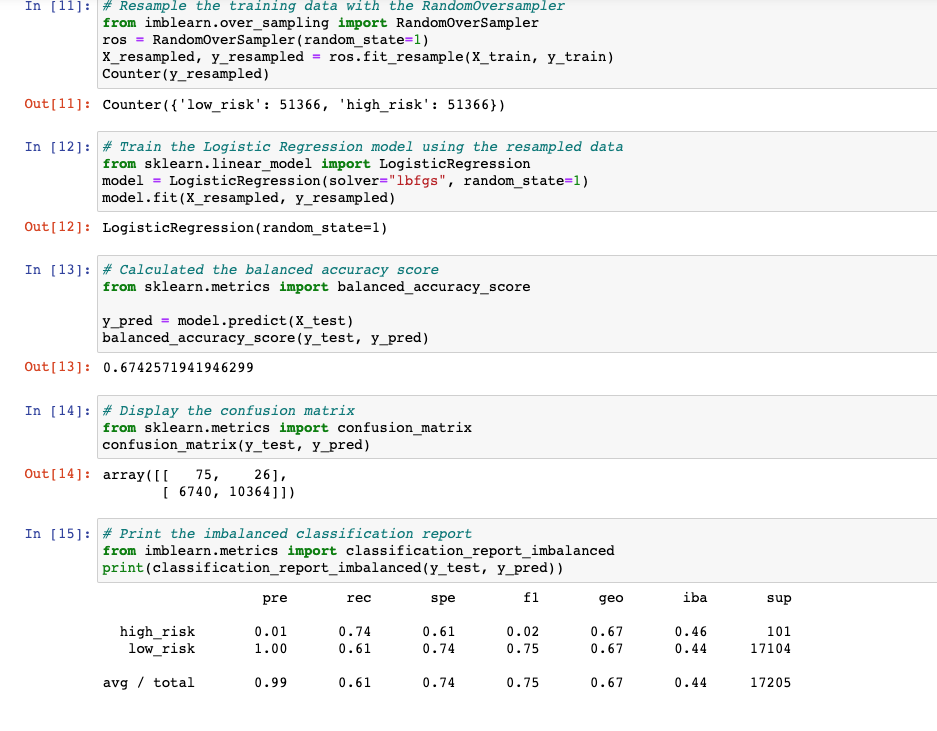 In [11]: # Resample the training data with the RandomOversampler
from imblearn.over_sampling import RandomOverSampler
ros = RandomOverSampler(random_state=1)
X_resampled, y_resampled = ros.fit_resample(X_train, y_train)
Counter(y_resampled)
Out[11]: Counter({'low_risk': 51366, 'high_risk': 51366})
In [12]: # Train the Logistic Regression model using the resampled data
from sklearn.linear_model import LogisticRegression
model = LogisticRegression(solver="lbfgs", random_state=1)
model.fit(X_resampled, y_resampled)
Out[12]: LogisticRegression(random_state=1)
In [13]: # Calculated the balanced accuracy score
from sklearn.metrics import balanced_accuracy_score
y_pred = model.predict(X_test)
balanced_accuracy_score(y_test, y_pred)
Out[13]: 0.6742571941946299
In [14]: # Display the confusion matrix
from sklearn.metrics import confusion_matrix
confusion_matrix(y_test, y_pred)
Out[14]: array([[   75,    26],
       [ 6740, 10364]])
In [15]: # Print the imbalanced classification report
from imblearn.metrics import classification_report_imbalanced
print(classification_report_imbalanced(y_test, y_pred))
pre rec spe f1 geo iba sup
high_risk 0.01 0.74 0.61 0.02 0.67 0.46 101
low_risk 1.00 0.61 0.74 0.75 0.67 0.44 17104
avg / total 0.99 0.61 0.74 0.75 0.67 0.44 17205